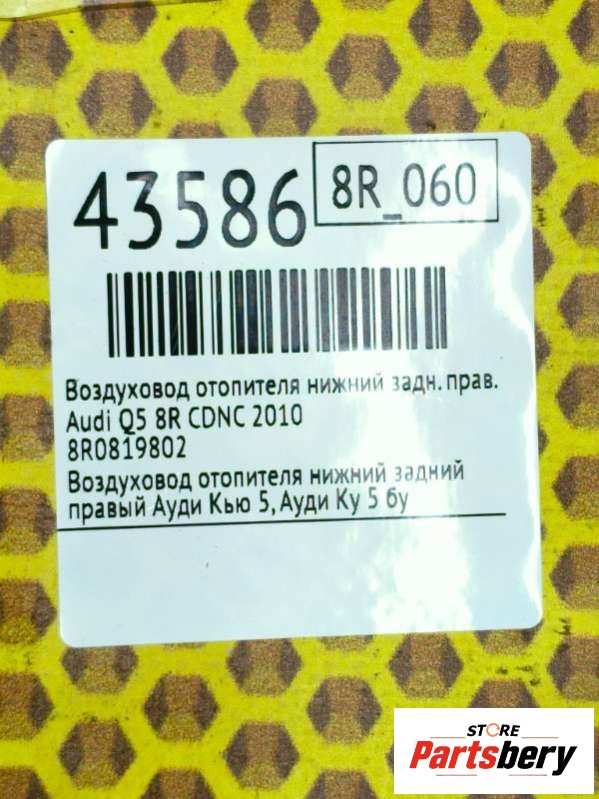 43586
8R_060
Воздуховод отопителя нижний задн. прав.
Audi Q5 8R CDNC 2010
8R0819802
Воздуховод отопителя нижний задний
правый Ауди Кью 5, Ауди Ку 5 бу
STORE
Partsbery